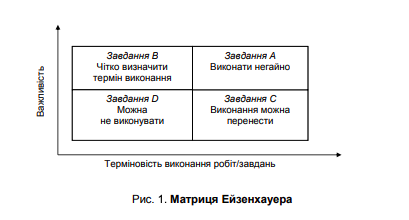 Важливість
Завдання В
Чітко визначити
термін виконання
Завдання А
Виконати негайно
Завдання D
Можна
не виконувати
Завдання С
Виконання можна
перенести
Терміновість виконання робіт/завдань
Рис. 1. Матриця Ейзенхауера